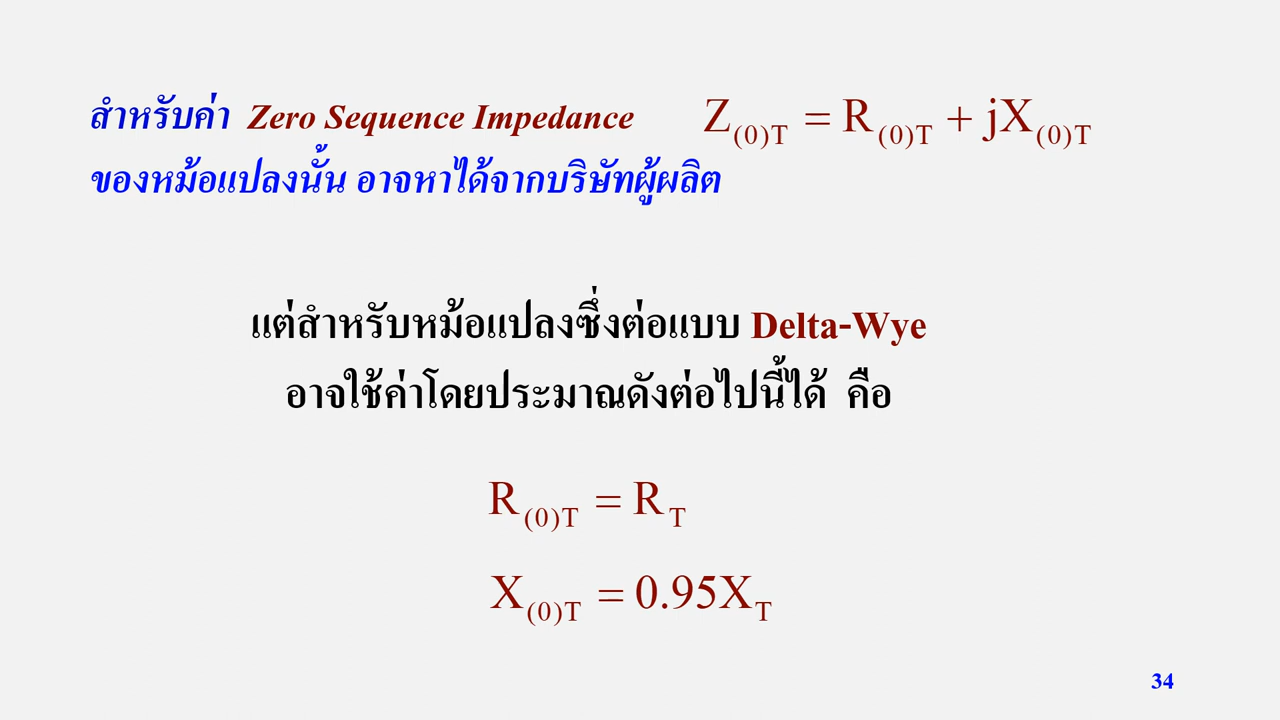 สำหรับค่า Zero Sequence Impedance Z(0)T = R(0)T + jX(0)T
ของหม้อแปลงนั้น อาจหาได้จากบริษัทผู้ผลิต
แต่สำหรับหม้อแปลงซึ่งต่อแบบ Delta-Wye
อาจใช้ค่าโดยประมาณดังต่อไปนี้ได้ คือ
R(0)T = RT
X(0)T = 0.95XT
34